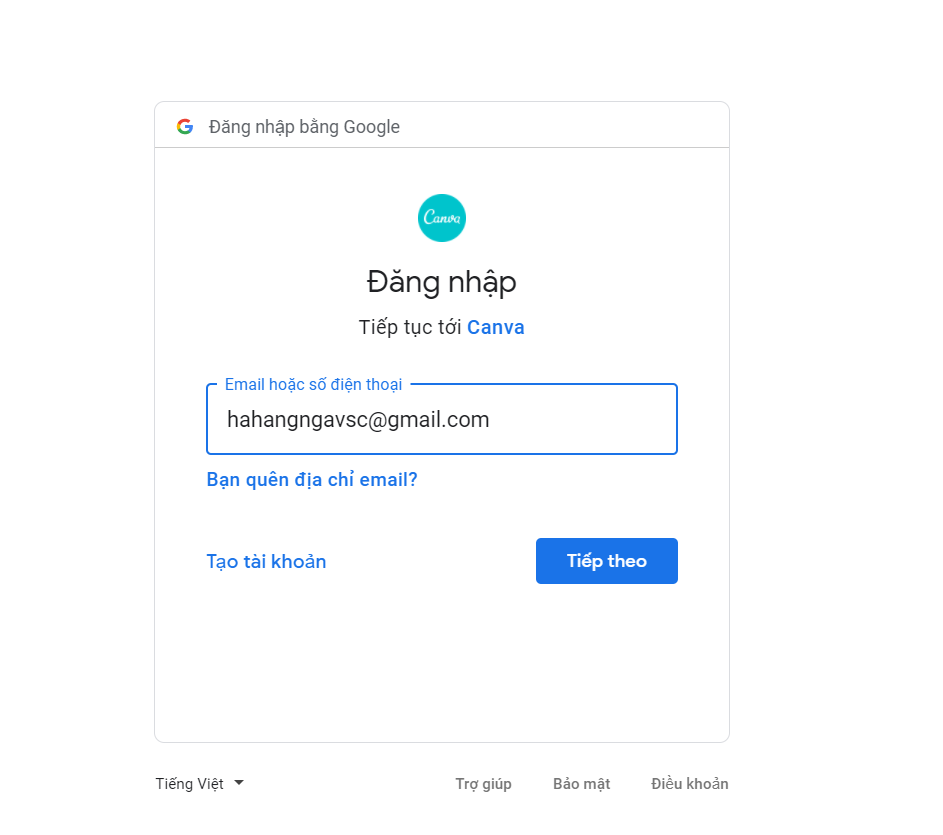 Đăng nhập bằng Google
Canva
Đăng nhập
Tiếp tục tới Canva
Email hoặc số điện thoại
hahangngavsc@gmail.com
Bạn quên địa chỉ email?
Tạo tài khoản
Tiếp theo
Tiếng Việt
Trợ giúp
Bảo mật
Điều khoản